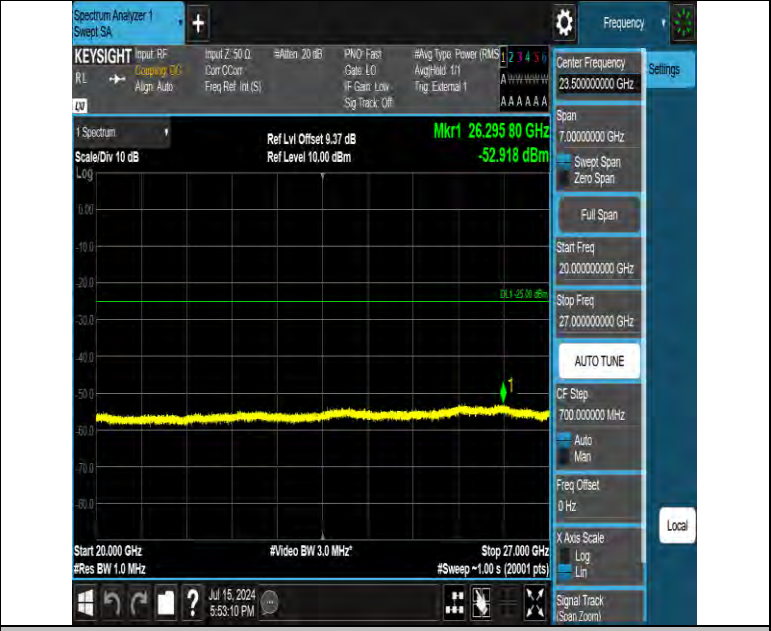 Spectrum Analyzer 1
Swept SA
+
Frequency
Settings
KEYSIGHT
RL
Input: RF
Coupling: DC
Align: Auto
Input Z: 50 Ω
Corr CCorr
Freq Ref: Int (S)
#Atten: 20 dB
PNO: Fast
Gate: LO
IF Gain: Low
Sig Track: Off
#Avg Type: Power (RMS
Avg|Hold: 1/1
Trig: External 1
1 2 3 4 5 6
A W W W W W
A A A A A A
LXI
1 Spectrum
Scale/Div 10 dB
Ref Lvl Offset 9.37 dB
Ref Level 10.00 dBm
Mkr1 26.295 80 GHz
-52.918 dBm
Log
0.00
-10.0
-20.0
DL1 -25.00 dBm
-30.0
-40.0
-50.0
1
-60.0
-70.0
-80.0
Start 20.000 GHz
#Res BW 1.0 MHz
#Video BW 3.0 MHz*
Stop 27.000 GHz
#Sweep ~1.00 s (20001 pts)
Center Frequency
23.500000000 GHz
Span
7.00000000 GHz
Swept Span
Zero Span
Full Span
Start Freq
20.000000000 GHz
Stop Freq
27.000000000 GHz
AUTO TUNE
CF Step
700.000000 MHz
Auto
Man
Freq Offset
0 Hz
X Axis Scale
Log
Lin
Signal Track
(Span Zoom)
Local
?
Jul 15, 2024
5:53:10 PM